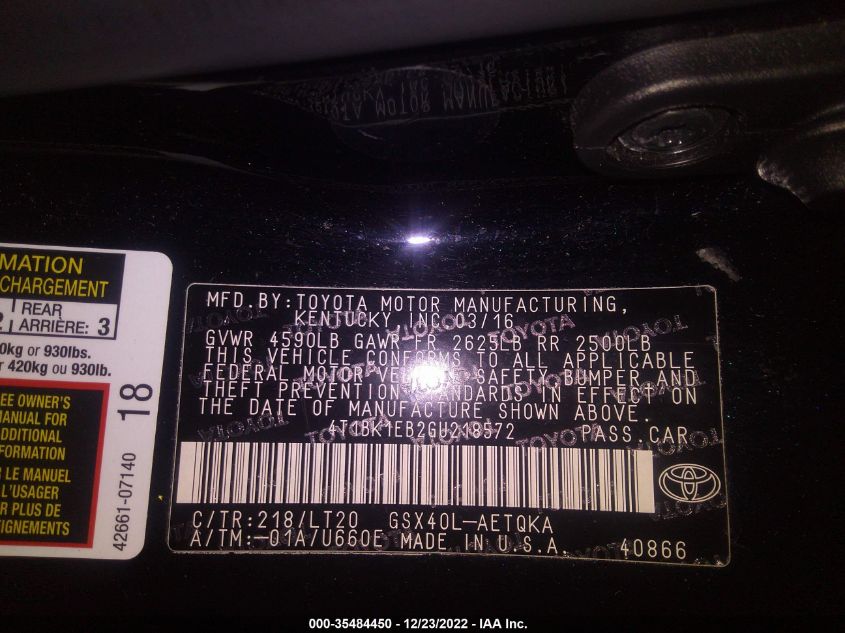 MATION
CHARGEMENT
REAR
ARRIÈRE: 3
0kg or 930lbs.
r 420kg ou 930lb.
EE OWNER'S
MANUAL FOR
ADDITIONAL
FORMATION
R LE MANUEL
L'USAGER
R PLUS DE
EIGNEMENTS
18
42661-07140
MFD.BY:TOYOTA MOTOR MANUFACTURING,
KENTUCKY, INC.03/16
GVWR 4590LB GAWR FR 2625LB RR 2500LB
THIS VEHICLE CONFORMS TO ALL APPLICABLE
FEDERAL MOTOR SAFETY, BUMPER, AND
THEFT PREVENTION STANDARDS IN EFFECT ON
THE DATE OF MANUFACTURE SHOWN ABOVE.
4T1BK1EB2GU218572 PASS.CAR
C/TR:218/LT20 GSX40L-AETQKA
A/TM:-01A/U660E MADE IN U.S.A. 40866
000-35484450 - 12/23/2022 - IAA Inc.